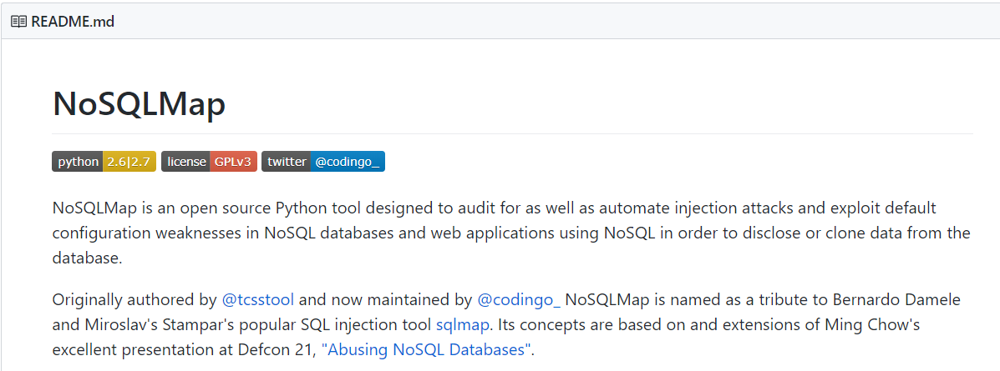 README.md
NoSQLMap
python 2.6|2.7 license GPLv3 twitter @codingo_
NoSQLMap is an open source Python tool designed to audit for as well as automate injection attacks and exploit default
configuration weaknesses in NoSQL databases and web applications using NoSQL in order to disclose or clone data from the
database.
Originally authored by @tcsstool and now maintained by @codingo_ NoSQLMap is named as a tribute to Bernardo Damele
and Miroslav's Stampar's popular SQL injection tool sqlmap. Its concepts are based on and extensions of Ming Chow's
excellent presentation at Defcon 21, "Abusing NoSQL Databases".